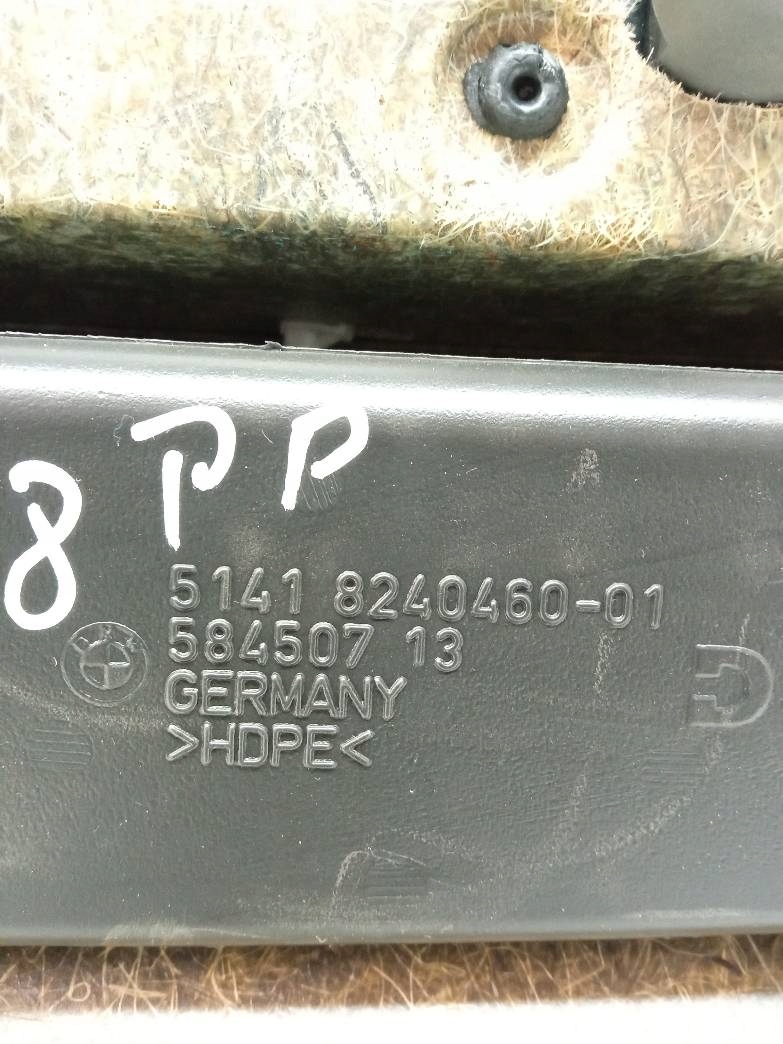 8 PP
5141 8240460-01
584507 13
GERMANY
>HDPE<